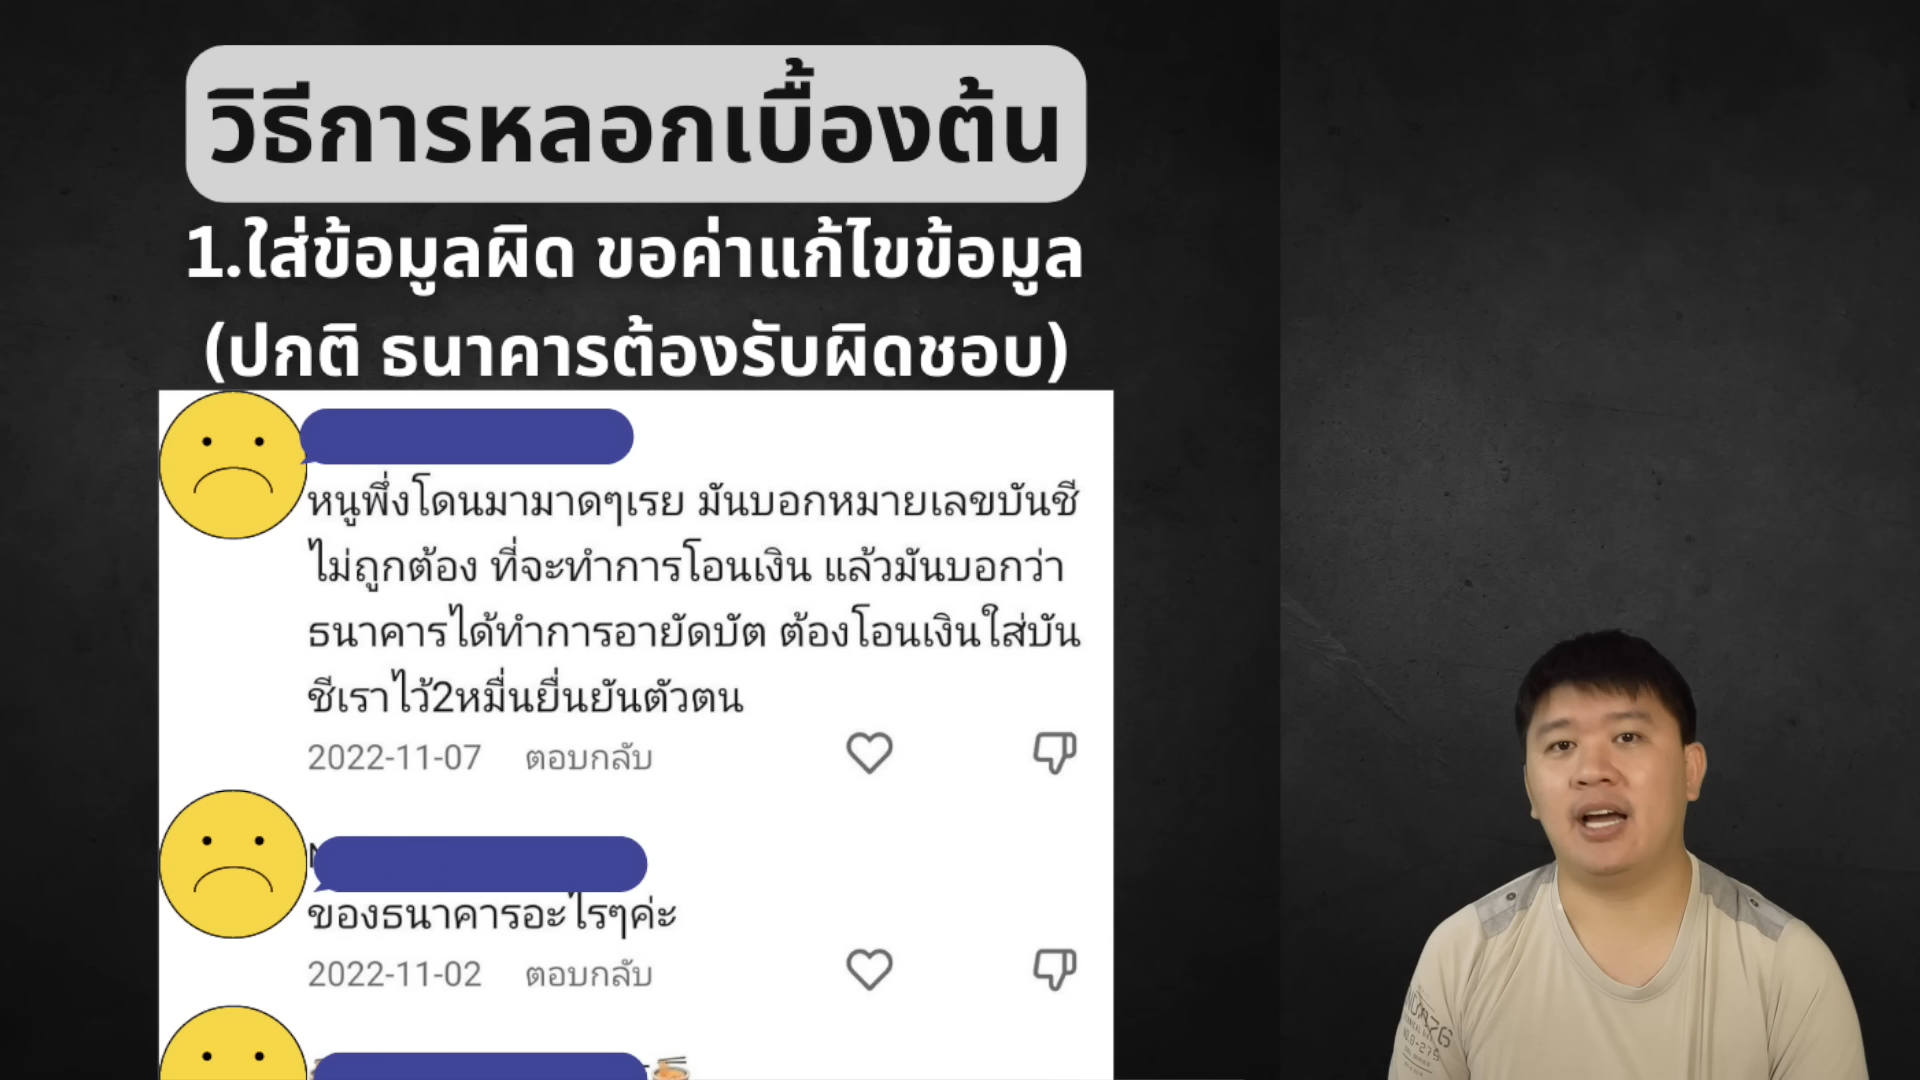 วิธีการหลอกเบื้องต้น
1.ใส่ข้อมูลผิด ขอค่าแก้ไขข้อมูล
(ปกติ ธนาคารต้องรับผิดชอบ)
หนูพึ่งโดนมามาดๆเรย มันบอกหมายเลขบันชี
ไม่ถูกต้อง ที่จะทำการโอนเงิน แล้วมันบอกว่า
ธนาคารได้ทำการอายัดบัต ต้องโอนเงินใส่บัน
ชีเราไว้2หมื่นยื่นยันตัวตน
2022-11-07 ตอบกลับ
ของธนาคารอะไรๆค่ะ
2022-11-02 ตอบกลับ